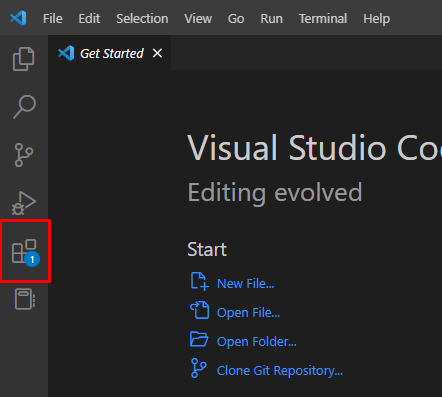 File Edit Selection View Go Run Terminal Help
Get Started
Visual Studio Co
Editing evolved
1
Start
New File...
Open File...
Open Folder...
Clone Git Repository...